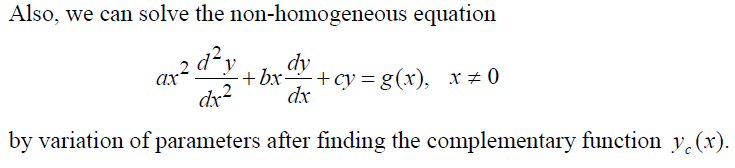 Also, we can solve the non-homogeneous equation
ax² d²y/dx² + bx dy/dx + cy = g(x), x ≠ 0
by variation of parameters after finding the complementary function y_c(x).